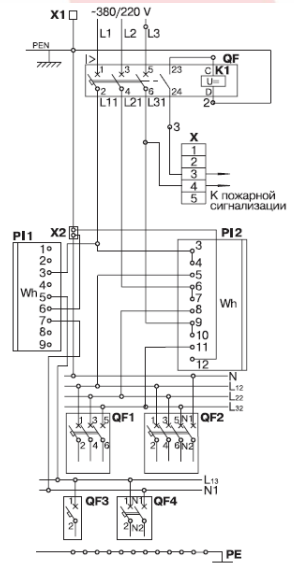 X1
-380/220 V
L1 L2 L3
PEN
QF
1 3 5 23
C K1
U=
D
2 4 6 24
2
L11 L21 L31
3
X
1
2
3
4
5
К пожарной
сигнализации
X2
PI1
PI2
1
2
3
4
5
6
7
8
9
Wh
3
4
5
6
7
8
9
10
11
12
Wh
N
L12
L22
L32
QF1
1 3 5
2 4 6
QF2
1 3 5 N1
2 4 6 N2
L13
N1
QF3
1
2
QF4
1 N1
2 N2
PE